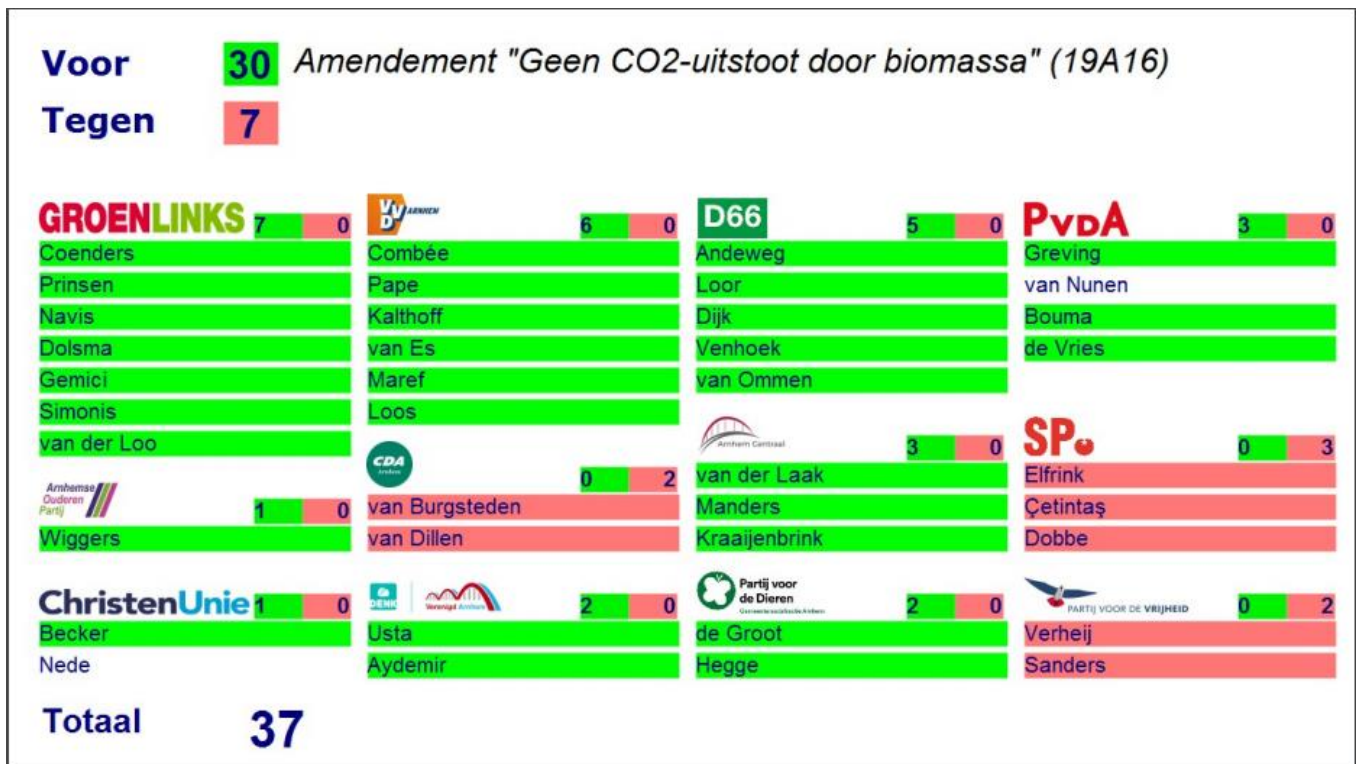 Voor 30 Amendement "Geen CO2-uitstoot door biomassa" (19A16)
Tegen 7
GROENLINKS 7 0
Coenders
Prinsen
Navis
Dolsma
Gemici
Simonis
van der Loo
Arnhemse
Ouderen
Partij 1 0
Wiggers
ChristenUnie 1 0
Becker
Nede
VVD ARNHEM 6 0
Combée
Pape
Kalthoff
van Es
Maref
Loos
CDA
Arnhem 0 2
van Burgsteden
van Dillen
DENK Verenigd Arnhem 2 0
Usta
Aydemir
D66 5 0
Andeweg
Loor
Dijk
Venhoek
van Ommen
Arnhem Centraal 3 0
van der Laak
Manders
Kraaijenbrink
Partij voor
de Dieren
Gemeenteraadsfractie Arnhem 2 0
de Groot
Hegge
PVDA 3 0
Greving
van Nunen
Bouma
de Vries
SP. 0 3
Elfrink
Çetintaş
Dobbe
PARTIJ VOOR DE VRIJHEID 0 2
Verheij
Sanders
Totaal 37